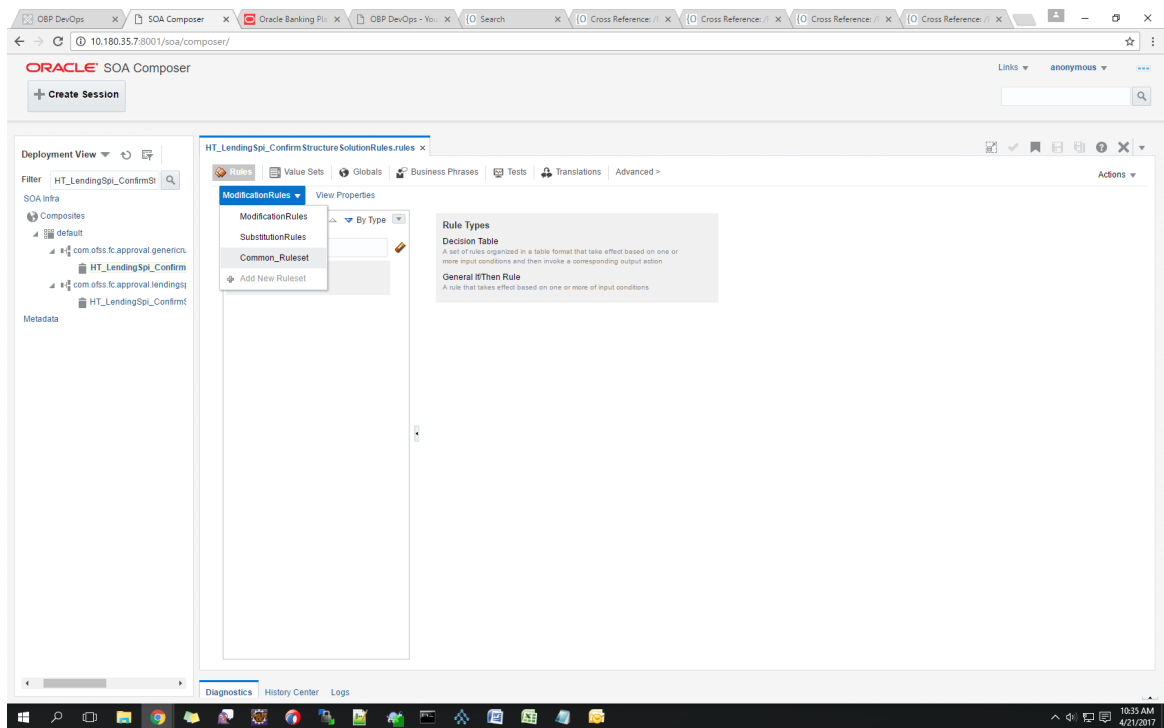 OBP DevOps
SOA Composer
Oracle Banking Pla
OBP DevOps - You
{O Search
{O Cross Reference: /
{O Cross Reference: /
{O Cross Reference: /
{O Cross Reference: /
10.180.35.7:8001/soa/composer/
ORACLE SOA Composer
Links
anonymous
Create Session
Deployment View
Filter
HT_LendingSpi_ConfirmSt
SOA Infra
Composites
default
com.ofss.fc.approval.genericru
HT_LendingSpi_Confirm
com.ofss.fc.approval.lendingsp
HT_LendingSpi_ConfirmS
Metadata
HT_LendingSpi_ConfirmStructureSolutionRules.rules
Rules
Value Sets
Globals
Business Phrases
Tests
Translations
Advanced >
Actions
ModificationRules
View Properties
ModificationRules
SubstitutionRules
Common_Ruleset
Add New Ruleset
By Type
Rule Types
Decision Table
A set of rules organized in a table format that take effect based on one or
more input conditions and then invoke a corresponding output action
General If/Then Rule
A rule that takes effect based on one or more of input conditions
Diagnostics
History Center
Logs
10:35 AM
4/21/2017